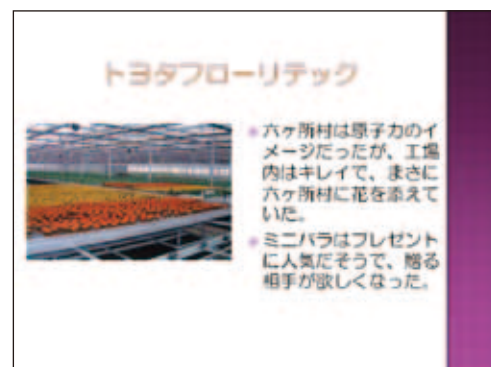 トヨタフローリテック
六ヶ所村は原子力のイ
メージだったが、工場
内はキレイで、まさに
六ヶ所村に花を添えて
いた。
ミニバラはプレゼント
に人気だそうで、贈る
相手が欲しくなった。